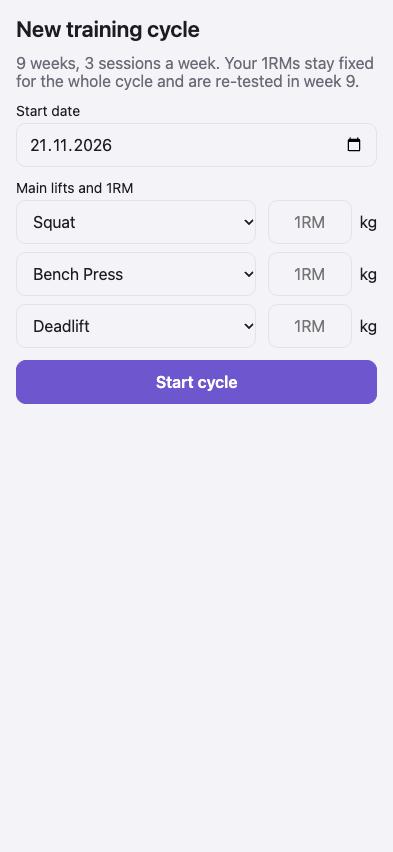 New training cycle
9 weeks, 3 sessions a week. Your 1RMs stay fixed
for the whole cycle and are re-tested in week 9.
Start date
21.11.2026
Main lifts and 1RM
Squat 1RM kg
Bench Press 1RM kg
Deadlift 1RM kg
Start cycle